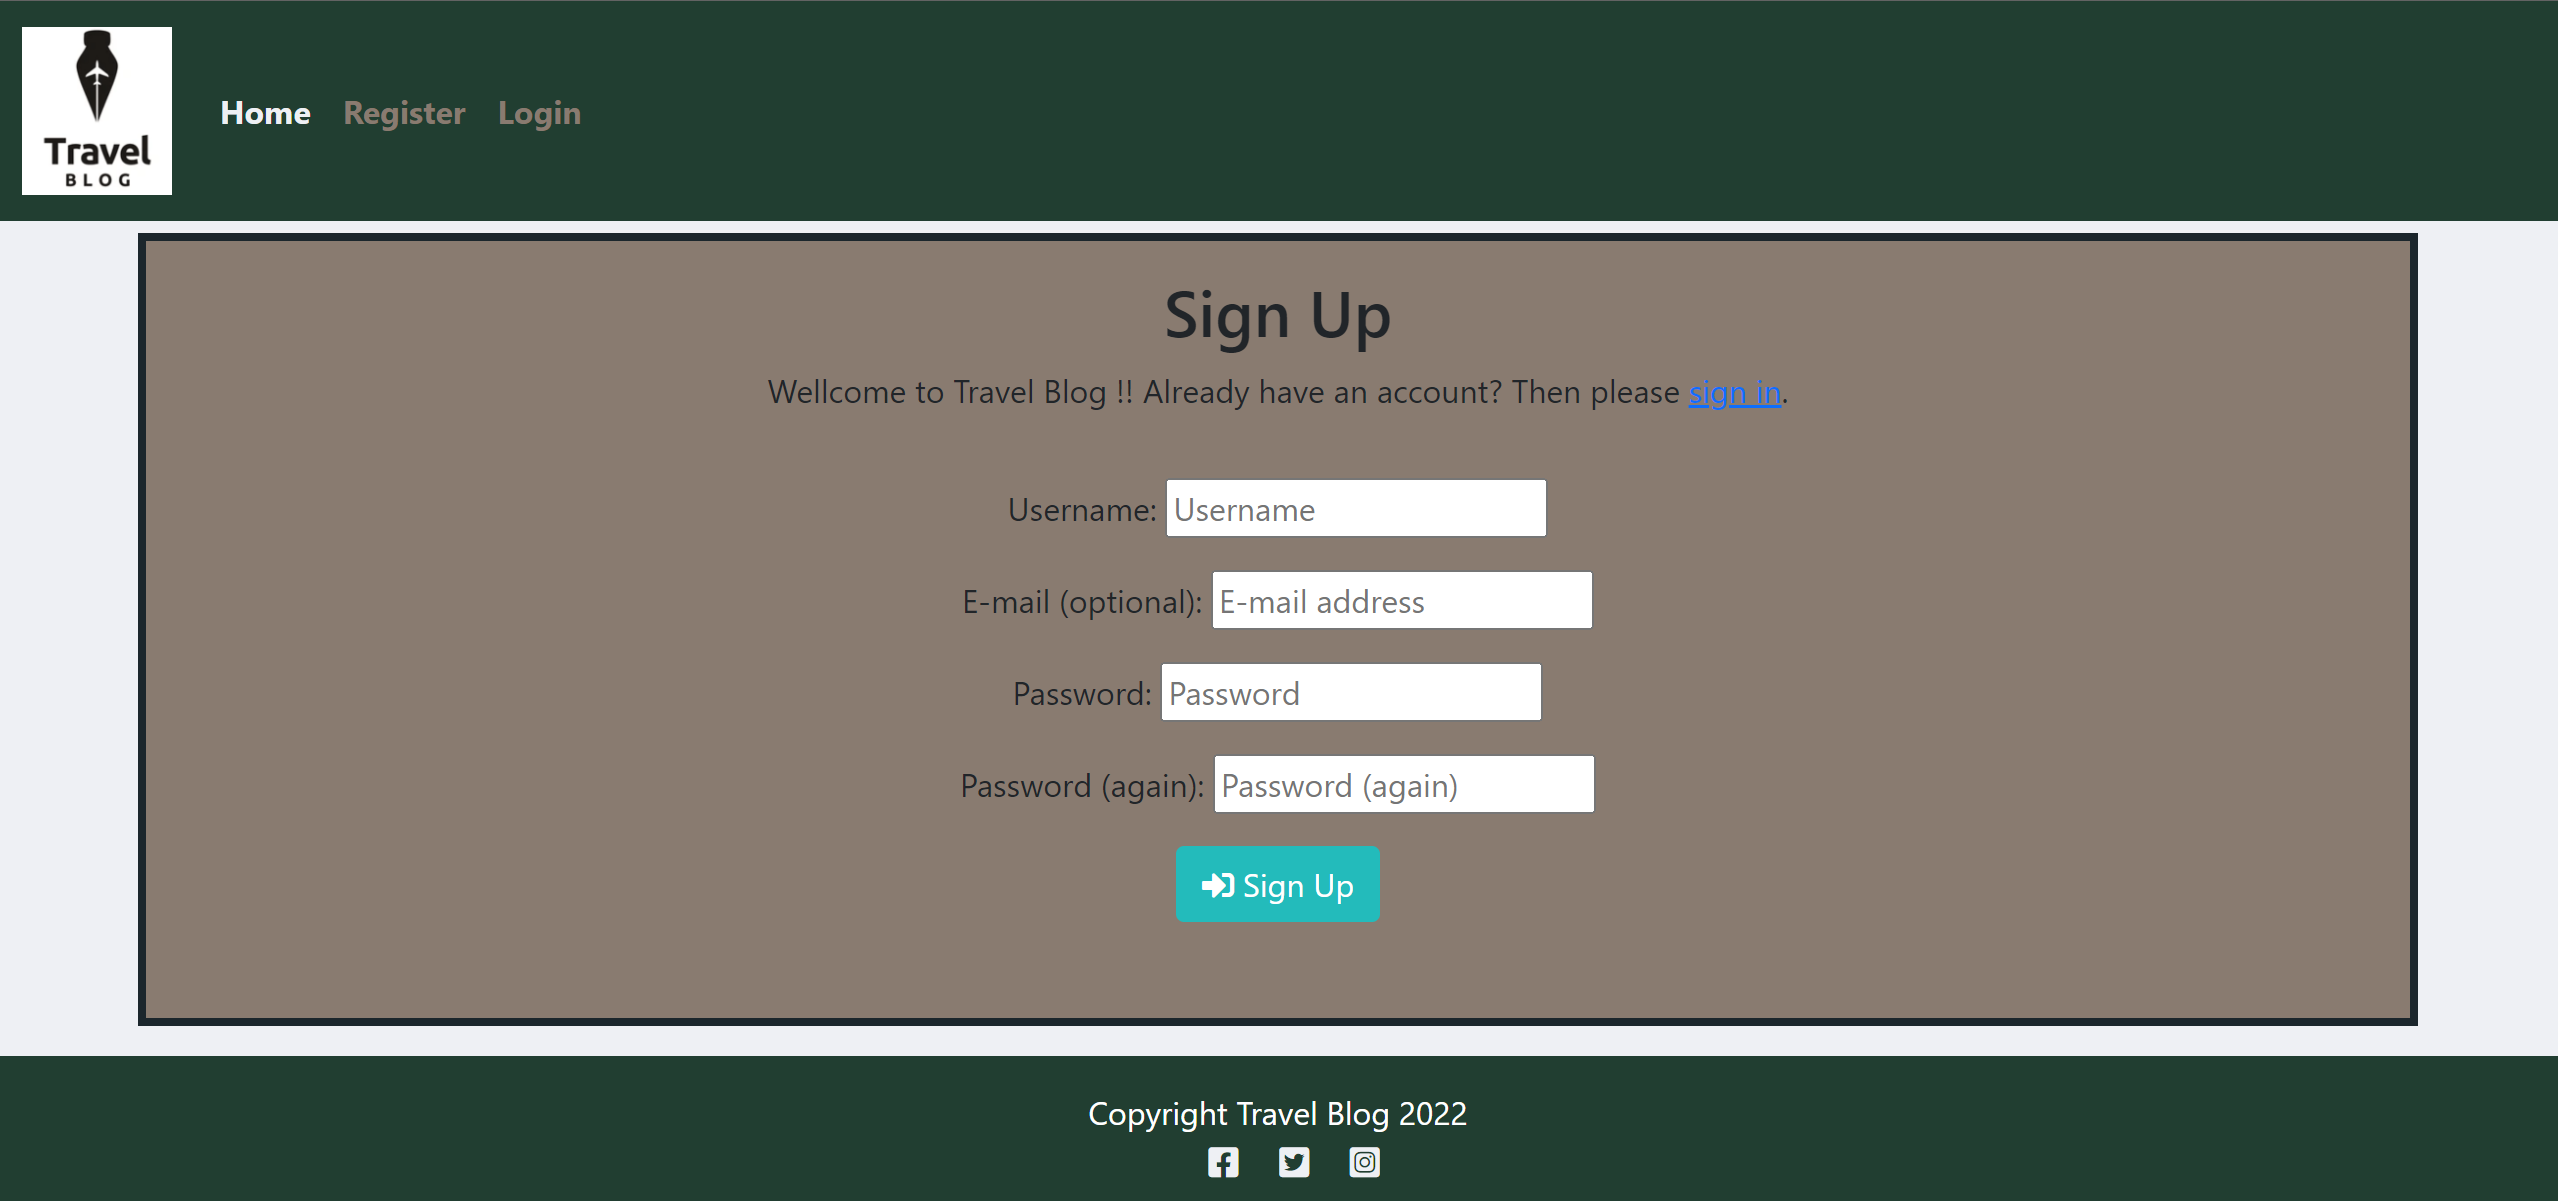 Travel
BLOG
Home Register Login
Sign Up
Wellcome to Travel Blog !! Already have an account? Then please sign in.
Username: Username
E-mail (optional): E-mail address
Password: Password
Password (again): Password (again)
Sign Up
Copyright Travel Blog 2022